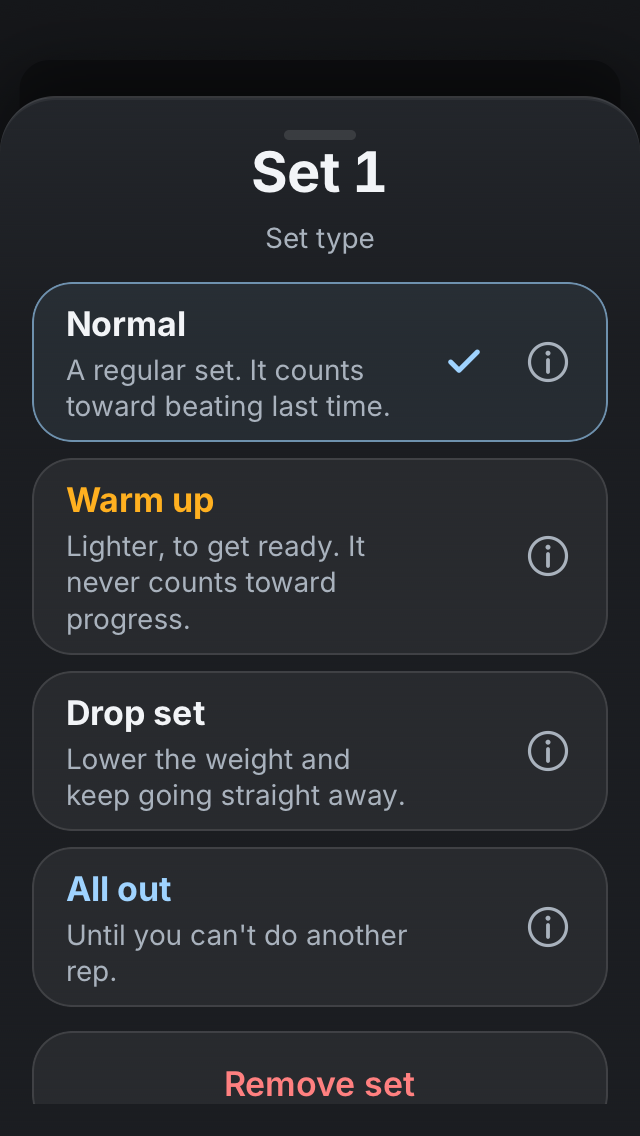 Set 1
Set type
Normal
A regular set. It counts
toward beating last time.
Warm up
Lighter, to get ready. It
never counts toward
progress.
Drop set
Lower the weight and
keep going straight away.
All out
Until you can't do another
rep.
Remove set